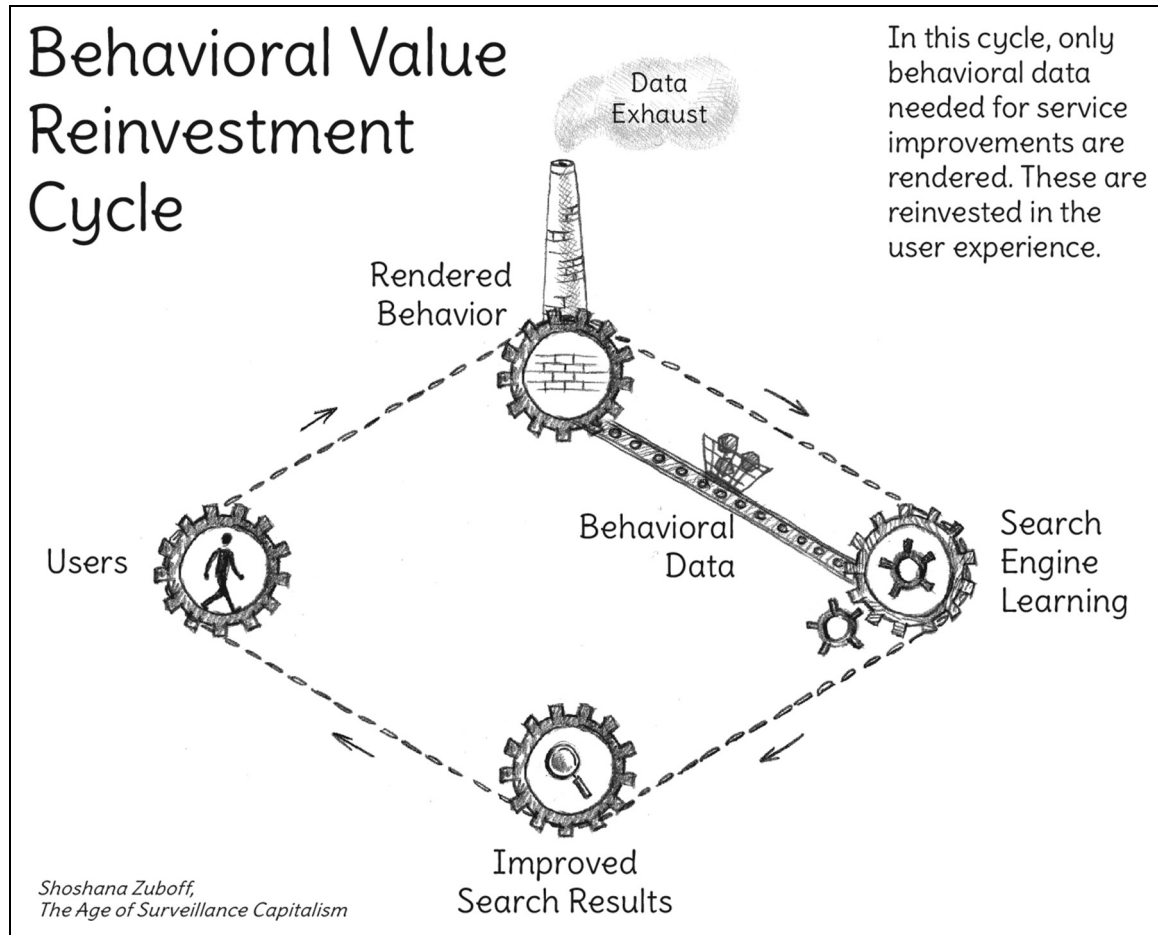 Behavioral Value
Reinvestment
Cycle
Data
Exhaust
In this cycle, only
behavioral data
needed for service
improvements are
rendered. These are
reinvested in the
user experience.
Rendered
Behavior
Behavioral
Data
Users
Search
Engine
Learning
Improved
Search Results
Shoshana Zuboff,
The Age of Surveillance Capitalism